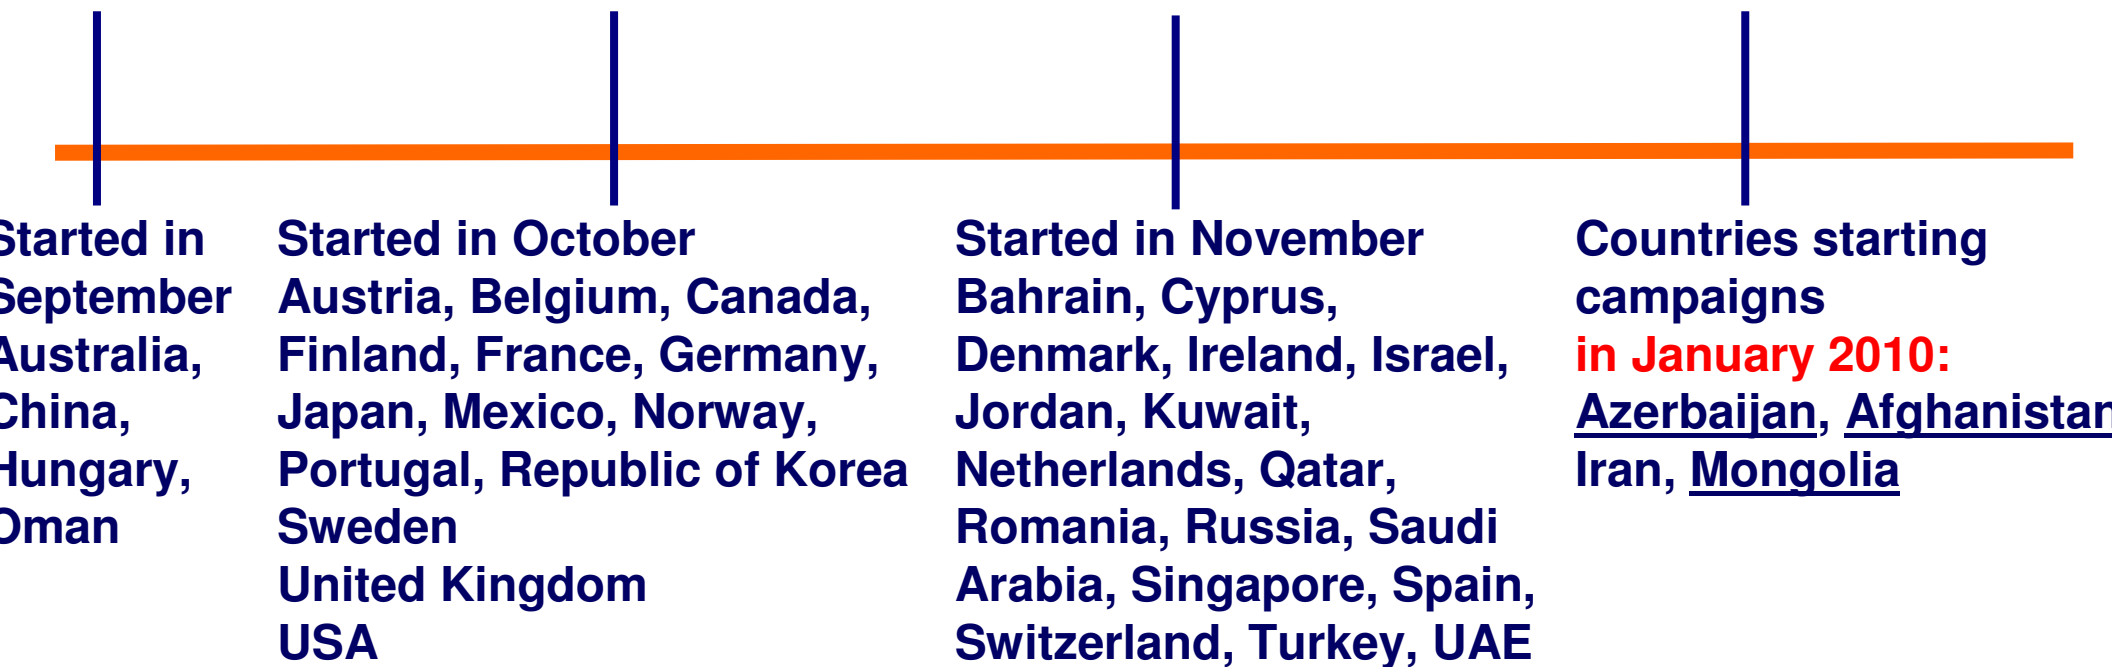 Started in
September
Australia,
China,
Hungary,
Oman
Started in October
Austria, Belgium, Canada,
Finland, France, Germany,
Japan, Mexico, Norway,
Portugal, Republic of Korea
Sweden
United Kingdom
USA
Started in November
Bahrain, Cyprus,
Denmark, Ireland, Israel,
Jordan, Kuwait,
Netherlands, Qatar,
Romania, Russia, Saudi
Arabia, Singapore, Spain,
Switzerland, Turkey, UAE
Countries starting
campaigns
in January 2010:
Azerbaijan, Afghanistan
Iran, Mongolia